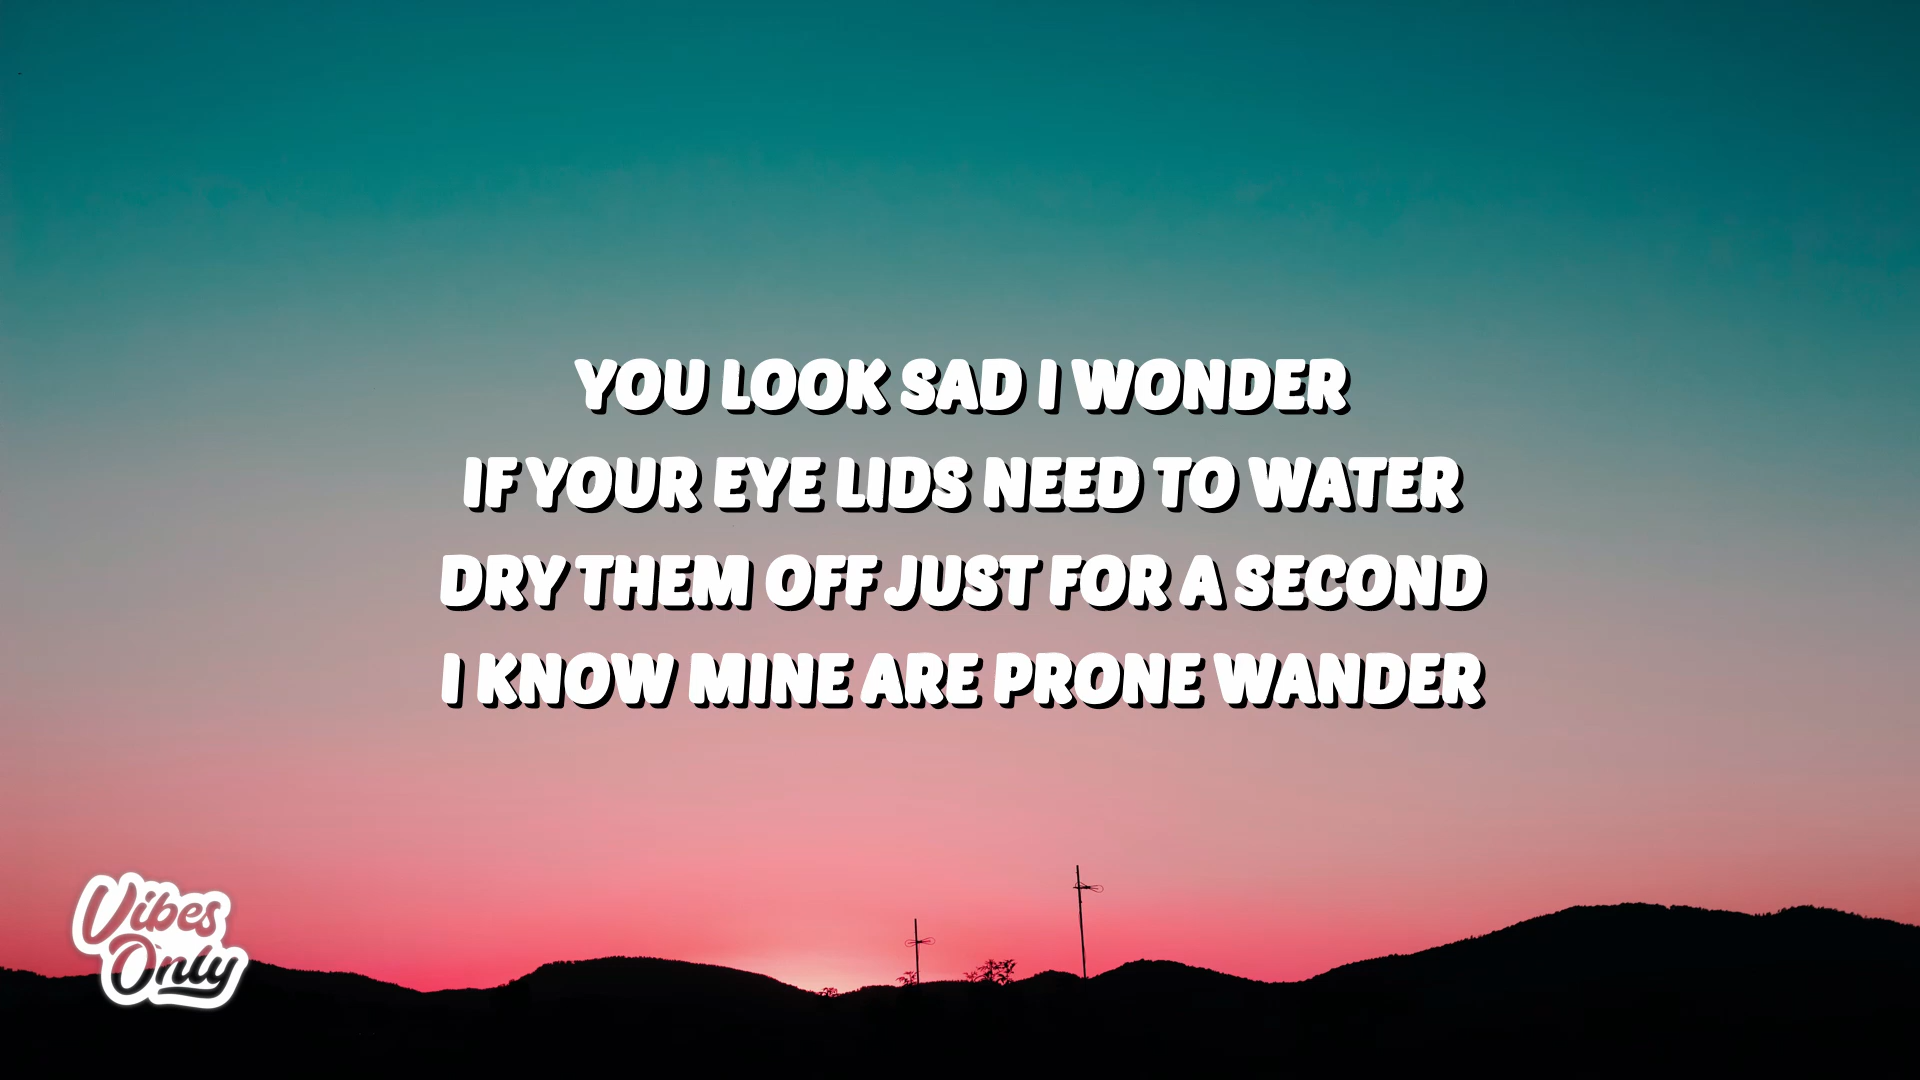 YOU LOOK SAD I WONDER
IF YOUR EYE LIDS NEED TO WATER
DRY THEM OFF JUST FOR A SECOND
I KNOW MINE ARE PRONE WANDER
Vibes
Only